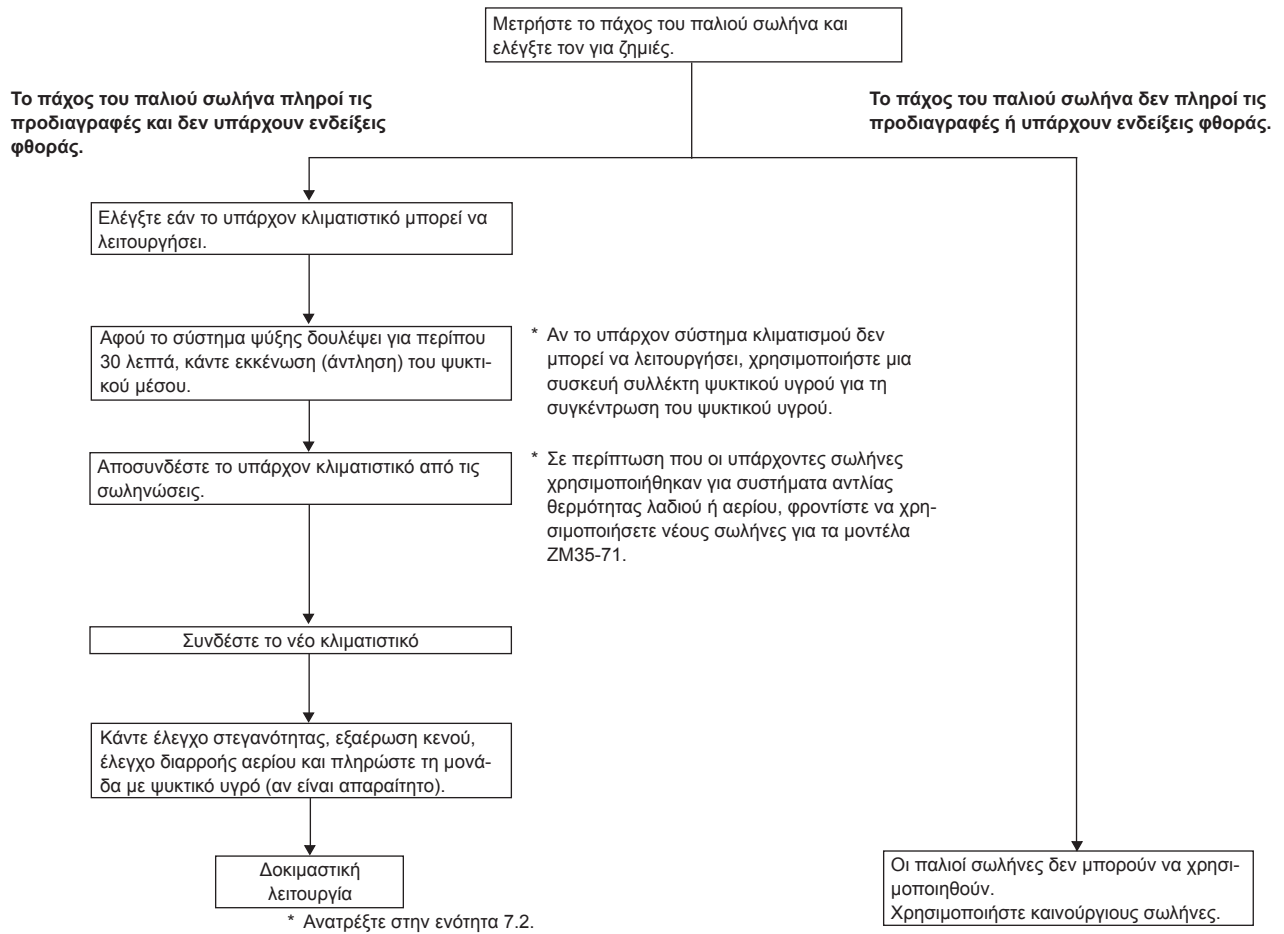 Μετρήστε το πάχος του παλιού σωλήνα και
ελέγξτε τον για ζημιές.
Το πάχος του παλιού σωλήνα πληροί τις
προδιαγραφές και δεν υπάρχουν ενδείξεις
φθοράς.
Το πάχος του παλιού σωλήνα δεν πληροί τις
προδιαγραφές ή υπάρχουν ενδείξεις φθοράς.
Ελέγξτε εάν το υπάρχον κλιματιστικό μπορεί να
λειτουργήσει.
Αφού το σύστημα ψύξης δουλέψει για περίπου
30 λεπτά, κάντε εκκένωση (άντληση) του ψυκτι-
κού μέσου.
* Αν το υπάρχον σύστημα κλιματισμού δεν
μπορεί να λειτουργήσει, χρησιμοποιήστε μια
συσκευή συλλέκτη ψυκτικού υγρού για τη
συγκέντρωση του ψυκτικού υγρού.
Αποσυνδέστε το υπάρχον κλιματιστικό από τις
σωληνώσεις.
* Σε περίπτωση που οι υπάρχοντες σωλήνες
χρησιμοποιήθηκαν για συστήματα αντλίας
θερμότητας λαδιού ή αερίου, φροντίστε να χρη-
σιμοποιήσετε νέους σωλήνες για τα μοντέλα
ZM35-71.
Συνδέστε το νέο κλιματιστικό
Κάντε έλεγχο στεγανότητας, εξαέρωση κενού,
έλεγχο διαρροής αερίου και πληρώστε τη μονά-
δα με ψυκτικό υγρό (αν είναι απαραίτητο).
Δοκιμαστική
λειτουργία
* Ανατρέξτε στην ενότητα 7.2.
Οι παλιοί σωλήνες δεν μπορούν να χρησι-
μοποιηθούν.
Χρησιμοποιήστε καινούργιους σωλήνες.